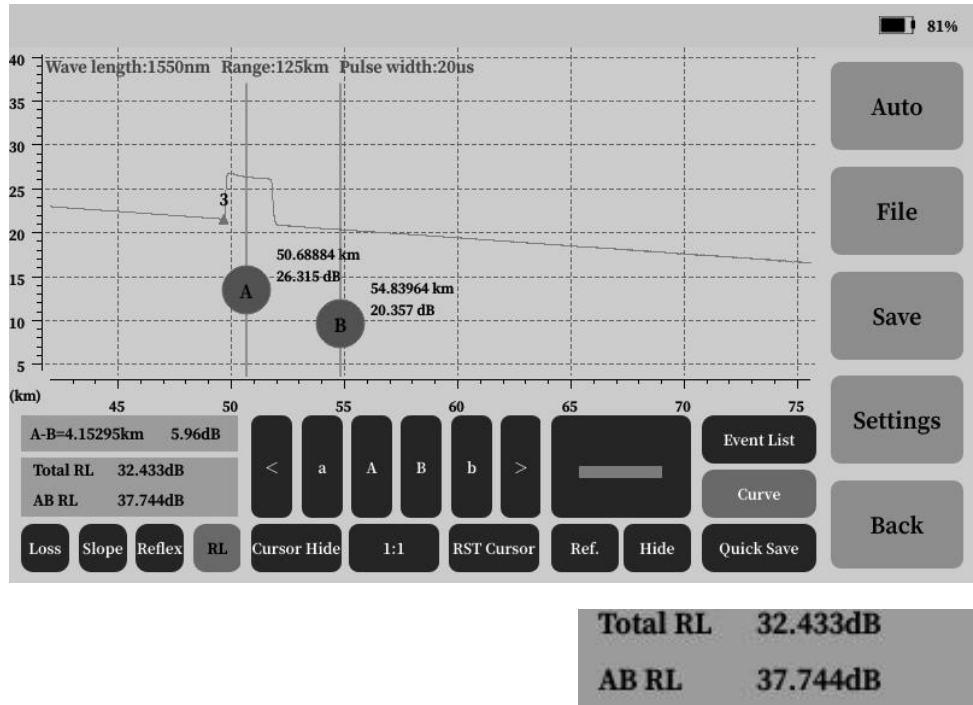 81%
Wave length:1550nm Range:125km Pulse width:20us
40
35
30
25
20
15
10
5
3
50.68884 km
26.315 dB
A
54.83964 km
20.357 dB
B
(km)
45 50 55 60 65 70 75
A-B=4.15295km 5.96dB
Total RL 32.433dB
AB RL 37.744dB
< a A B b >
Event List
Curve
Loss Slope Reflex RL Cursor Hide 1:1 RST Cursor Ref. Hide Quick Save
Auto
File
Save
Settings
Back
Total RL 32.433dB
AB RL 37.744dB